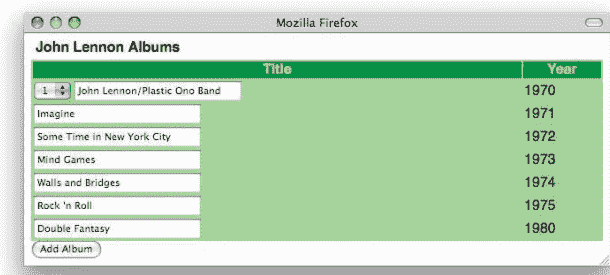 Mozilla Firefox
John Lennon Albums
Title Year
1 John Lennon/Plastic Ono Band 1970
Imagine 1971
Some Time in New York City 1972
Mind Games 1973
Walls and Bridges 1974
Rock 'n Roll 1975
Double Fantasy 1980
Add Album